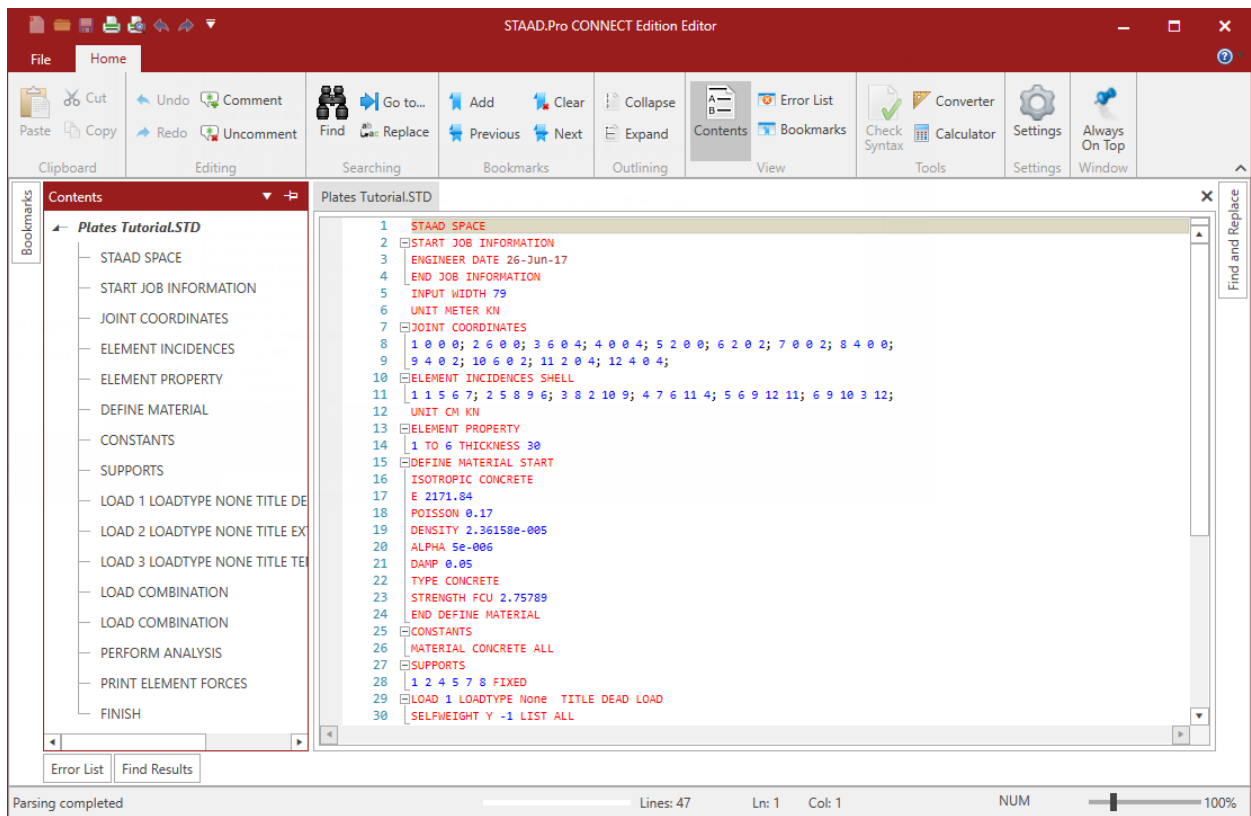 STAAD.Pro CONNECT Edition Editor
File Home
Cut Undo Comment Go to... Add Clear Collapse Error List Converter
Paste Copy Redo Uncomment Find Replace Previous Next Expand Contents Bookmarks Check Syntax Calculator Settings Always On Top
Clipboard Editing Searching Bookmarks Outlining View Tools Settings Window
Bookmarks
Contents
Plates Tutorial.STD
STAAD SPACE
START JOB INFORMATION
JOINT COORDINATES
ELEMENT INCIDENCES
ELEMENT PROPERTY
DEFINE MATERIAL
CONSTANTS
SUPPORTS
LOAD 1 LOADTYPE NONE TITLE DE
LOAD 2 LOADTYPE NONE TITLE EX
LOAD 3 LOADTYPE NONE TITLE TE
LOAD COMBINATION
LOAD COMBINATION
PERFORM ANALYSIS
PRINT ELEMENT FORCES
FINISH
Plates Tutorial.STD
1 STAAD SPACE
2 START JOB INFORMATION
3 ENGINEER DATE 26-Jun-17
4 END JOB INFORMATION
5 INPUT WIDTH 79
6 UNIT METER KN
7 JOINT COORDINATES
8 1 0 0 0; 2 6 0 0; 3 6 0 4; 4 0 0 4; 5 2 0 0; 6 2 0 2; 7 0 0 2; 8 4 0 0;
9 9 4 0 2; 10 6 0 2; 11 2 0 4; 12 4 0 4;
10 ELEMENT INCIDENCES SHELL
11 1 1 5 6 7; 2 5 8 9 6; 3 8 2 10 9; 4 7 6 11 4; 5 6 9 12 11; 6 9 10 3 12;
12 UNIT CM KN
13 ELEMENT PROPERTY
14 1 TO 6 THICKNESS 30
15 DEFINE MATERIAL START
16 ISOTROPIC CONCRETE
17 E 2171.84
18 POISSON 0.17
19 DENSITY 2.36158e-005
20 ALPHA 5e-006
21 DAMP 0.05
22 TYPE CONCRETE
23 STRENGTH FCU 2.75789
24 END DEFINE MATERIAL
25 CONSTANTS
26 MATERIAL CONCRETE ALL
27 SUPPORTS
28 1 2 4 5 7 8 FIXED
29 LOAD 1 LOADTYPE None TITLE DEAD LOAD
30 SELFWEIGHT Y -1 LIST ALL
Find and Replace
Error List Find Results
Parsing completed Lines: 47 Ln: 1 Col: 1 NUM 100%